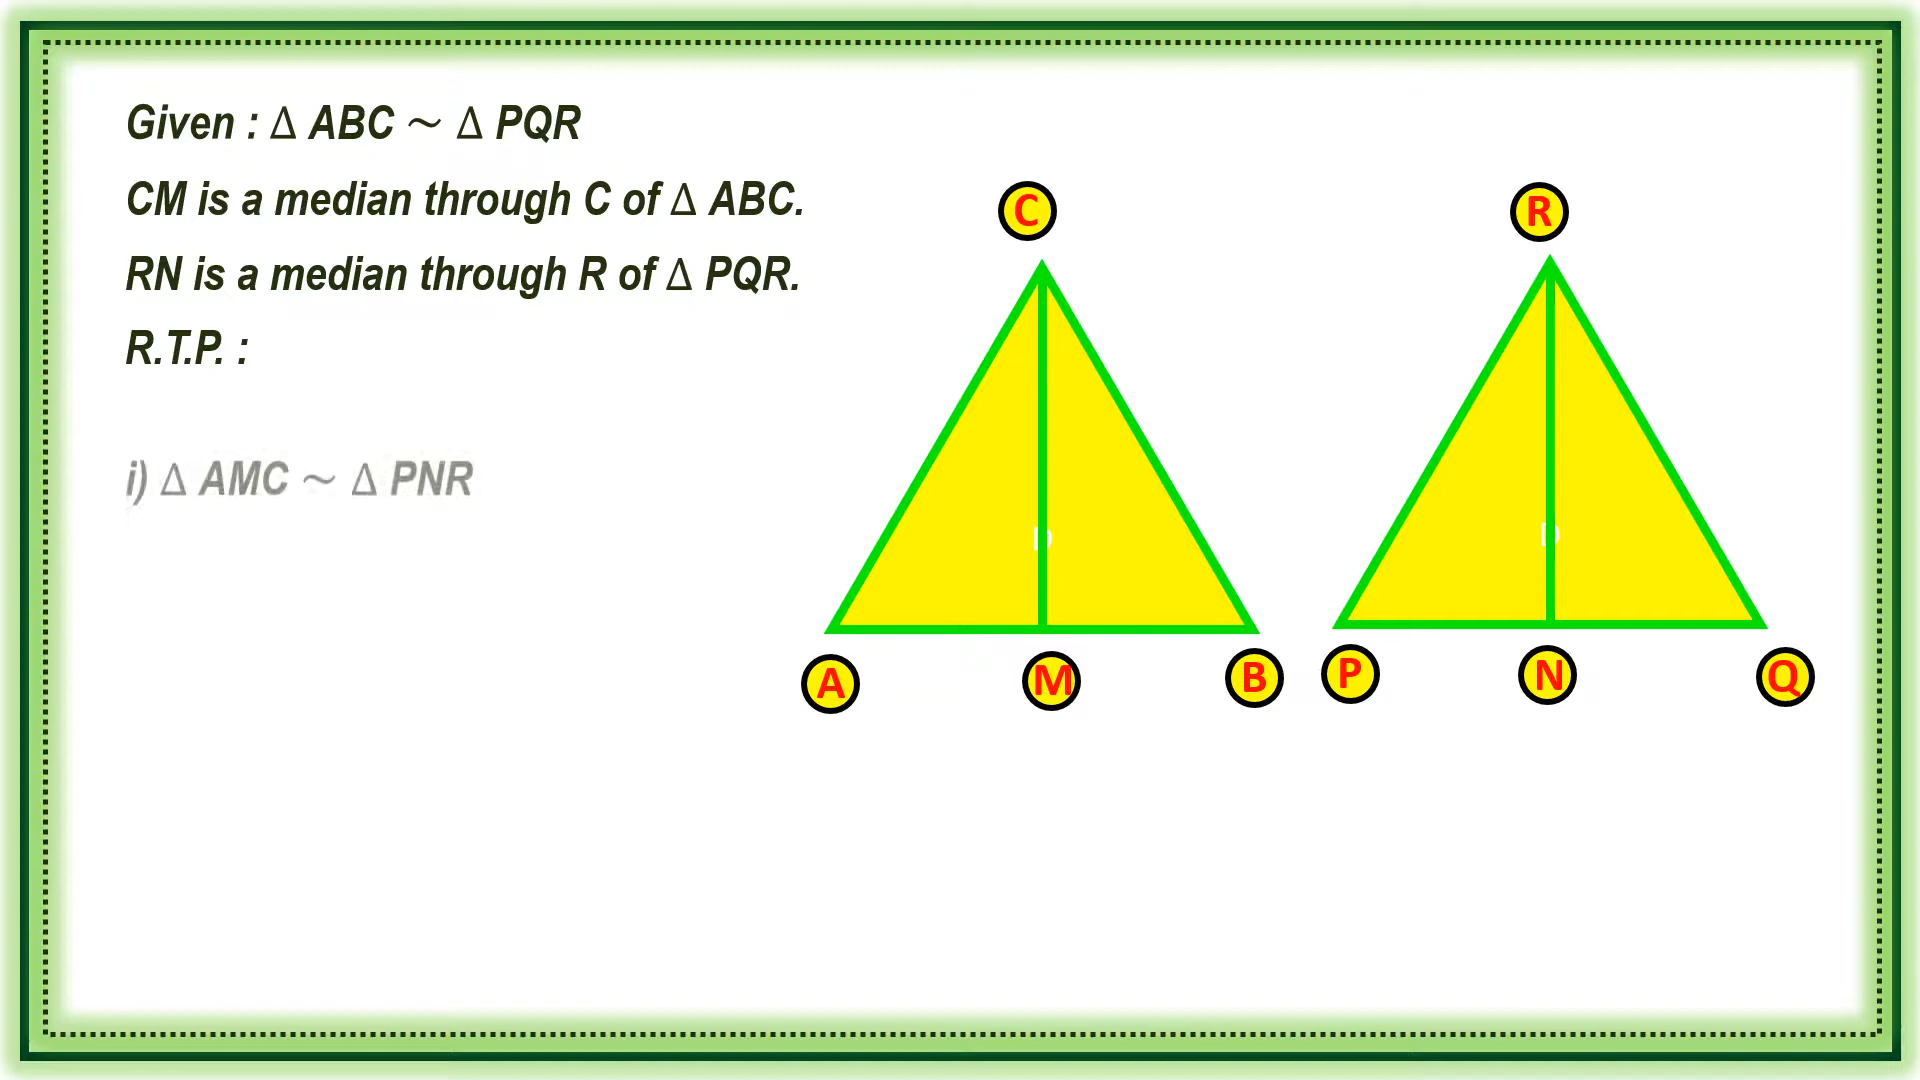 Given : Δ ABC ~ Δ PQR
CM is a median through C of Δ ABC.
RN is a median through R of Δ PQR.
R.T.P. :
i) Δ AMC ~ Δ PNR
C
R
A
M
B
P
N
Q